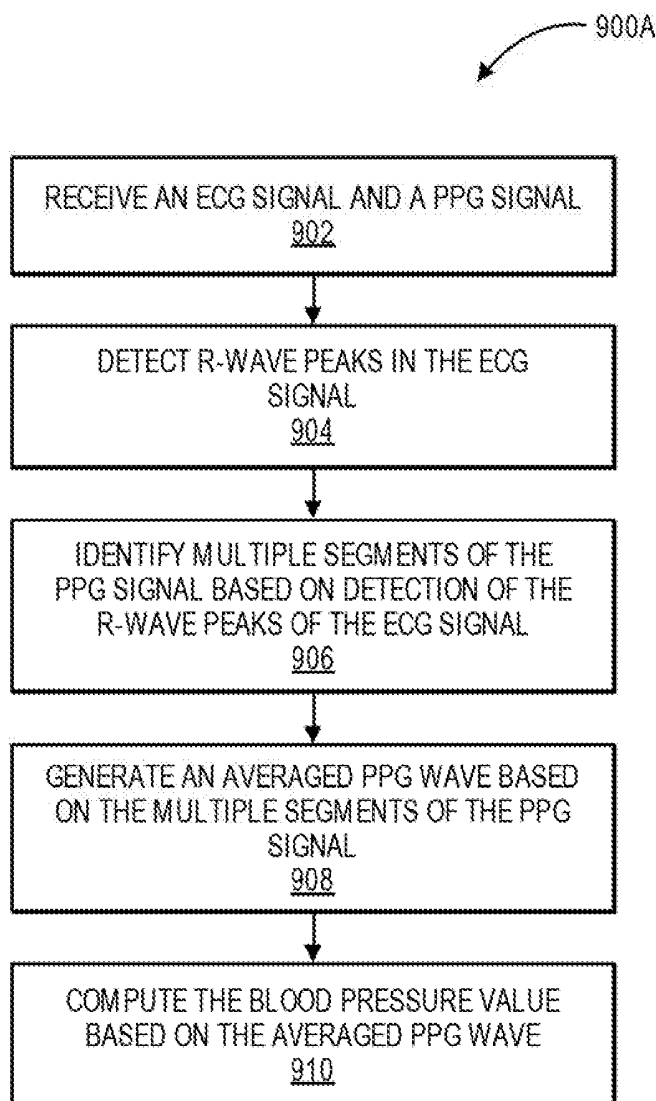 900A
RECEIVE AN ECG SIGNAL AND A PPG SIGNAL
902
DETECT R-WAVE PEAKS IN THE ECG
SIGNAL
904
IDENTIFY MULTIPLE SEGMENTS OF THE
PPG SIGNAL BASED ON DETECTION OF THE
R-WAVE PEAKS OF THE ECG SIGNAL
906
GENERATE AN AVERAGED PPG WAVE BASED
ON THE MULTIPLE SEGMENTS OF THE PPG
SIGNAL
908
COMPUTE THE BLOOD PRESSURE VALUE
BASED ON THE AVERAGED PPG WAVE
910